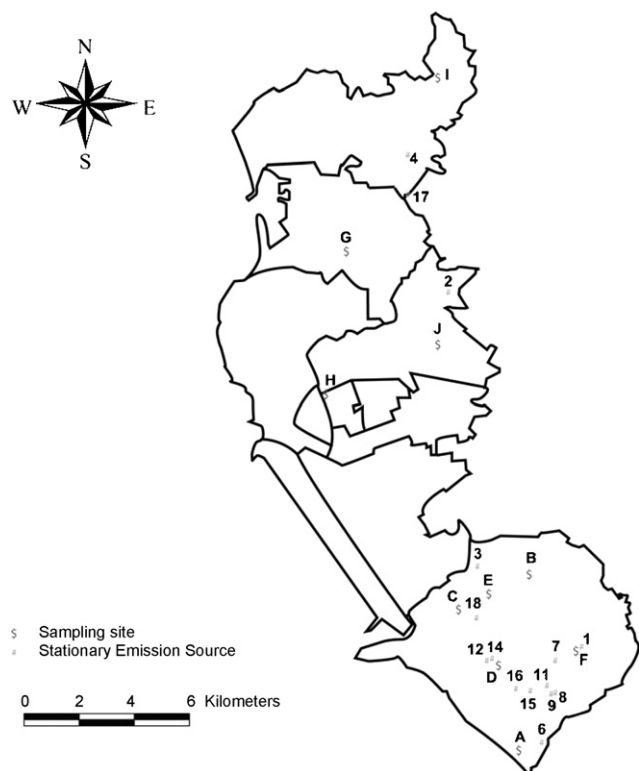 N
W E
S
I
4
17
G
2
J
H
3
B
E
C 18
12 14
7 1
D F
16 11
15 9 8
6
A
$ Sampling site
# Stationary Emission Source
0 2 4 6 Kilometers